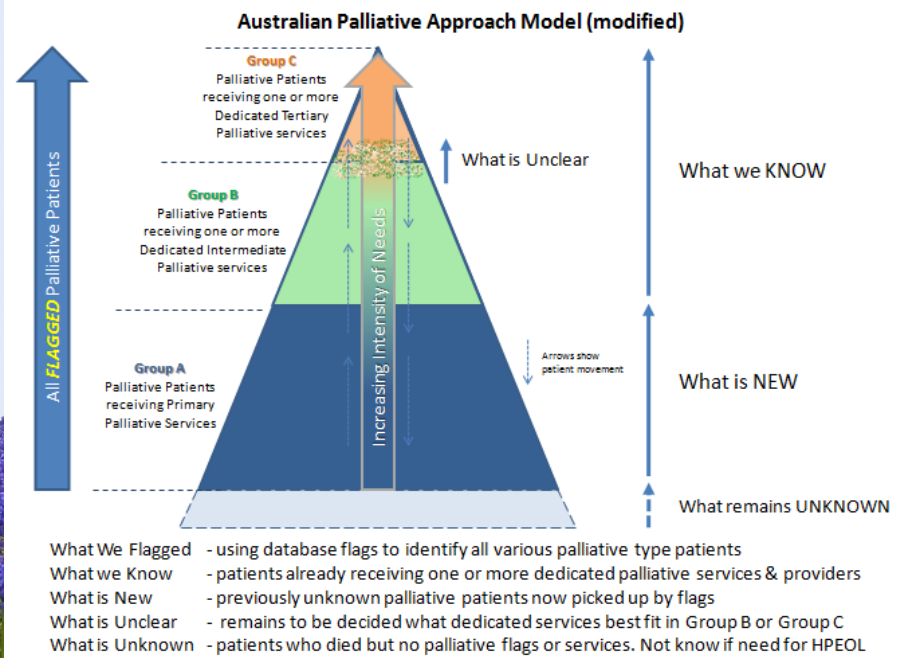 Australian Palliative Approach Model (modified)
All FLAGGED Palliative Patients
Group C
Palliative Patients
receiving one or more
Dedicated Tertiary
Palliative services
Group B
Palliative Patients
receiving one or more
Dedicated Intermediate
Palliative services
Group A
Palliative Patients
receiving Primary
Palliative Services
Increasing Intensity of Needs
What is Unclear
Arrows show
patient movement
What we KNOW
What is NEW
What remains UNKNOWN
What We Flagged - using database flags to identify all various palliative type patients
What we Know - patients already receiving one or more dedicated palliative services & providers
What is New - previously unknown palliative patients now picked up by flags
What is Unclear - remains to be decided what dedicated services best fit in Group B or Group C
What is Unknown - patients who died but no palliative flags or services. Not know if need for HPEOL